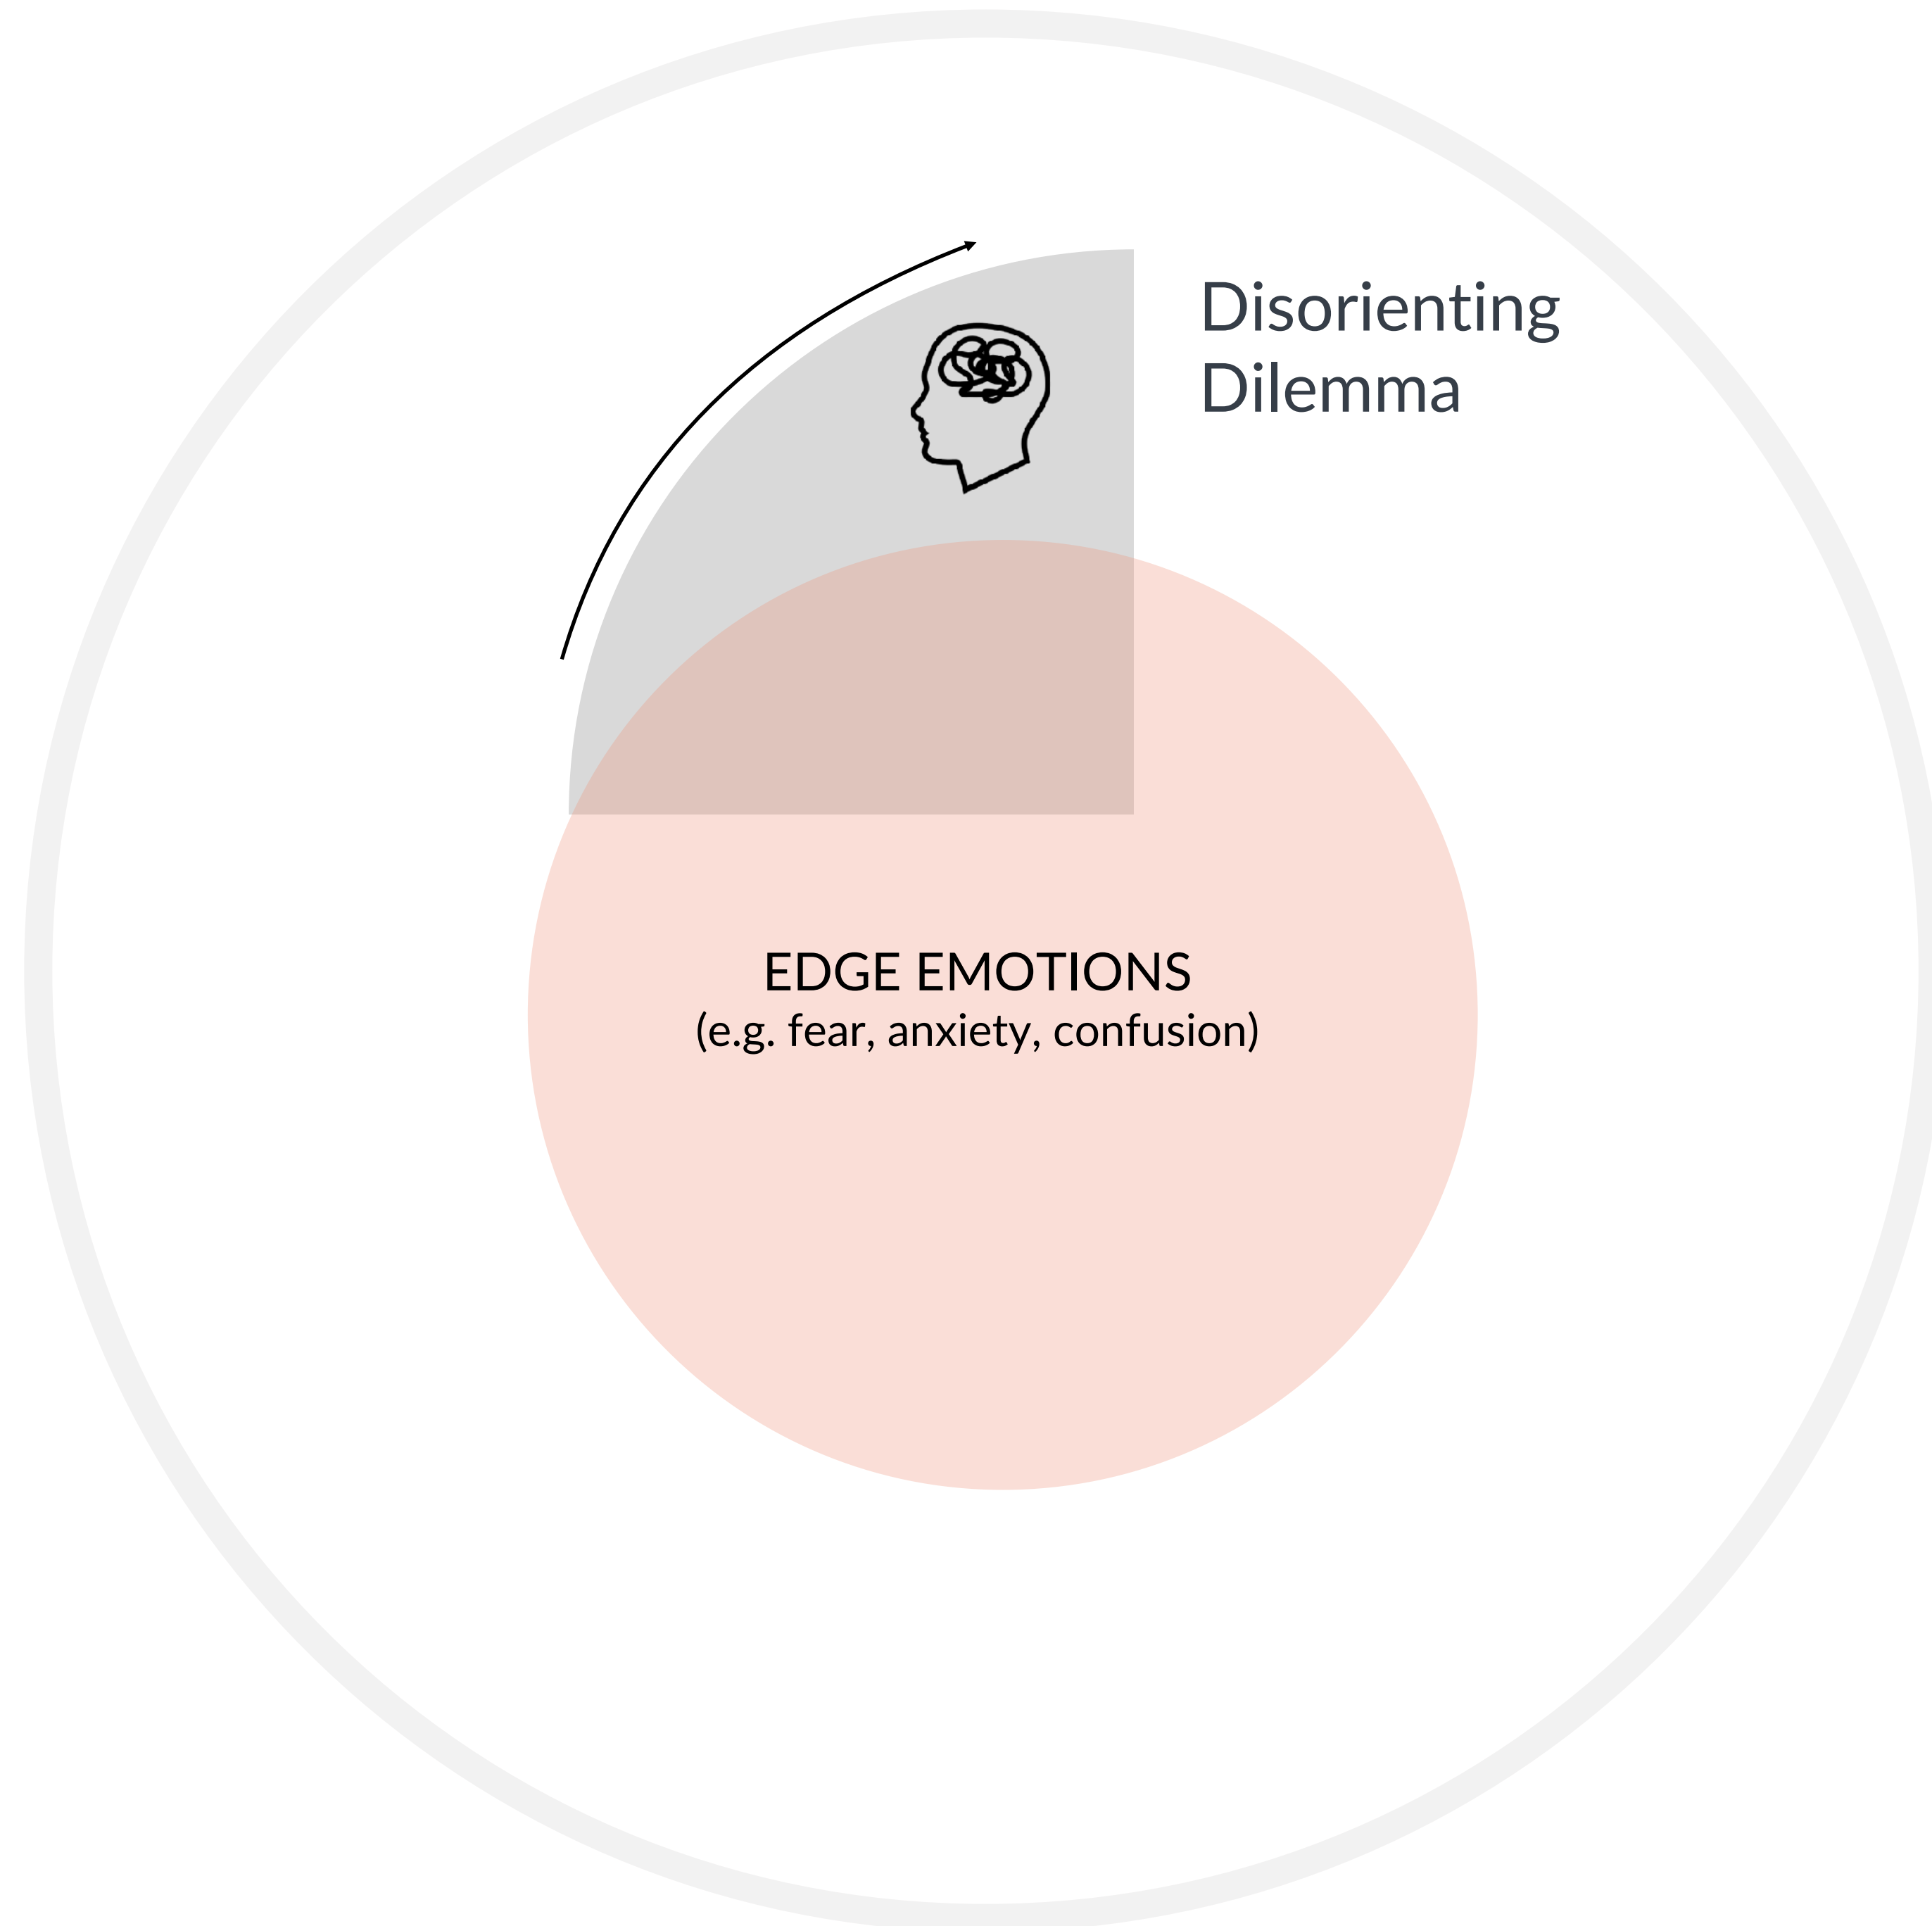 Disorienting
Dilemma
EDGE EMOTIONS
(e.g. fear, anxiety, confusion)